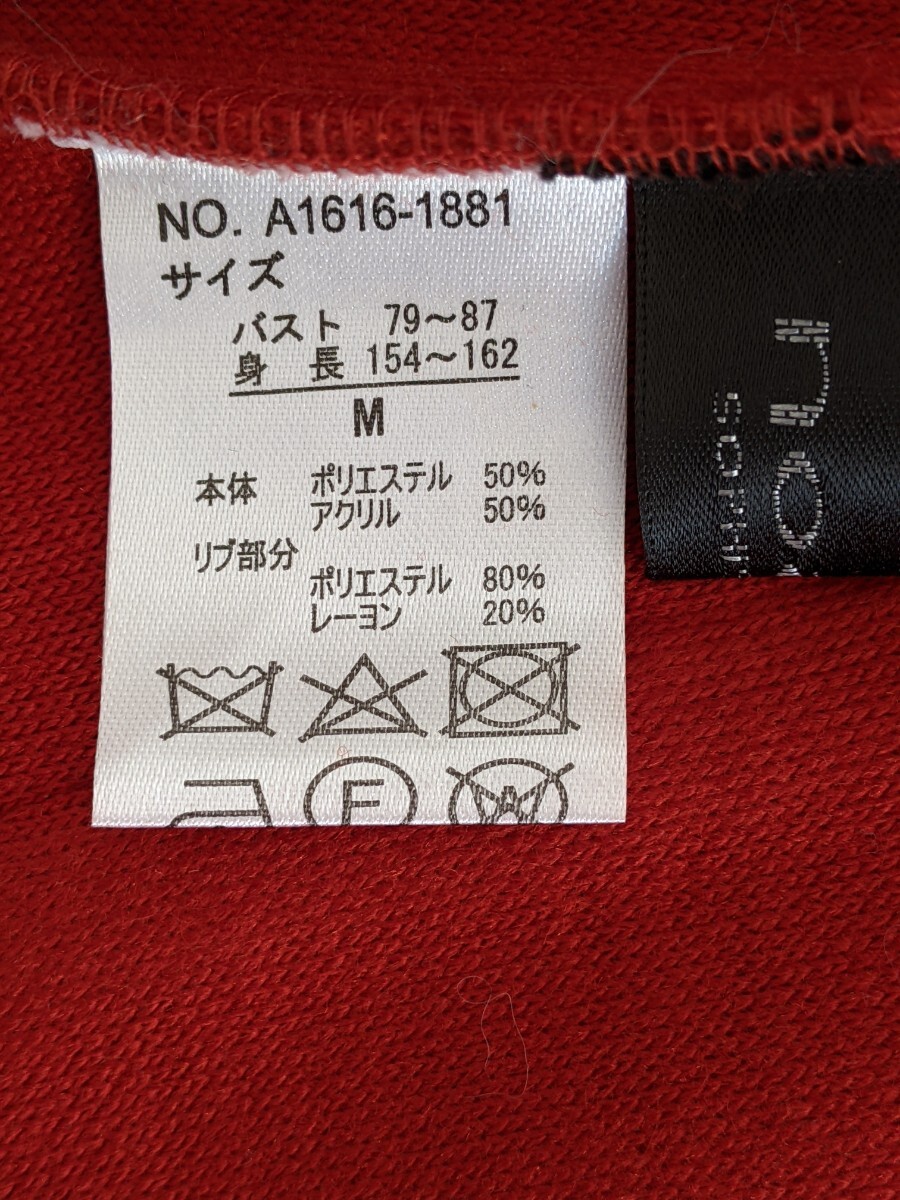 NO. A1616-1881
サイズ
バスト 79～87
身 長 154～162
M
本体 ポリエステル 50%
アクリル 50%
リブ部分
ポリエステル 80%
レーヨン 20%
F
W